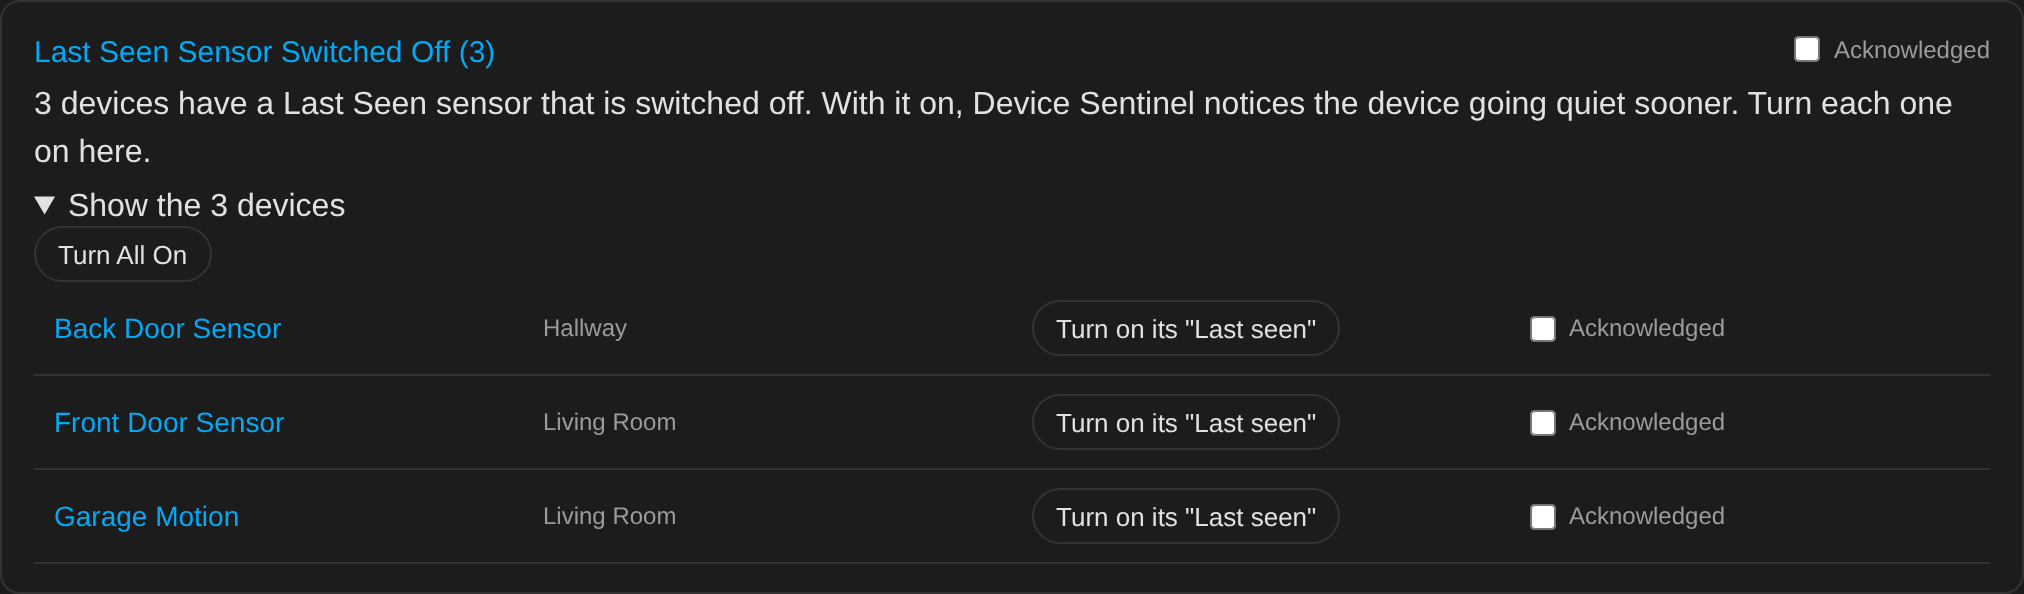 Last Seen Sensor Switched Off (3)
Acknowledged
3 devices have a Last Seen sensor that is switched off. With it on, Device Sentinel notices the device going quiet sooner. Turn each one
on here.
Show the 3 devices
Turn All On
Back Door Sensor Hallway Turn on its "Last seen" Acknowledged
Front Door Sensor Living Room Turn on its "Last seen" Acknowledged
Garage Motion Living Room Turn on its "Last seen" Acknowledged